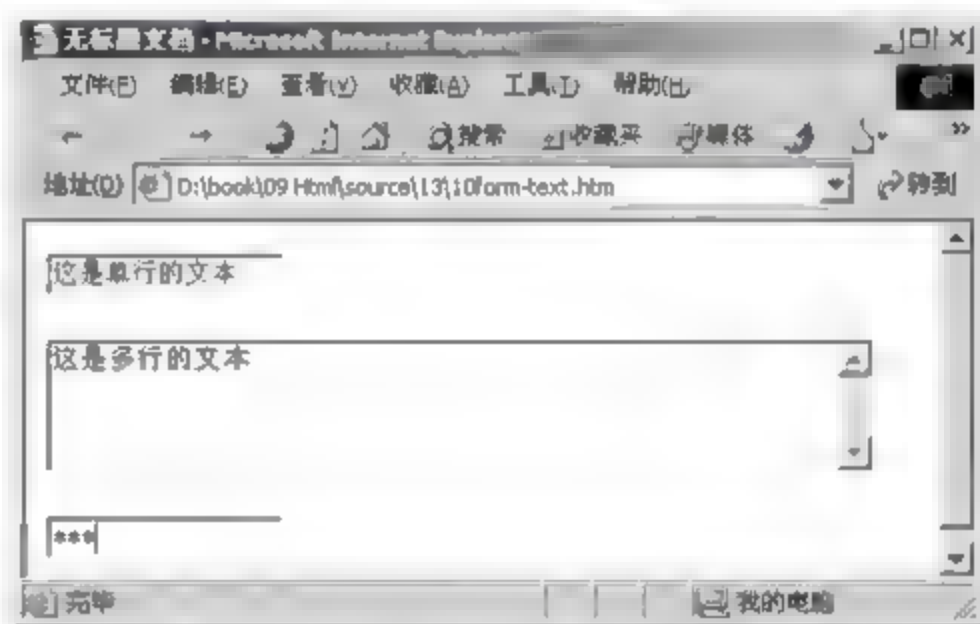 无标题文档 - Microsoft Internet Explorer
文件(F) 编辑(E) 查看(V) 收藏(A) 工具(T) 帮助(H)
搜索 收藏夹 媒体 »
地址(D) D:\book\09 Html\source\13\10form-text.htm 转到
这是单行的文本
这是多行的文本
***
完毕 我的电脑